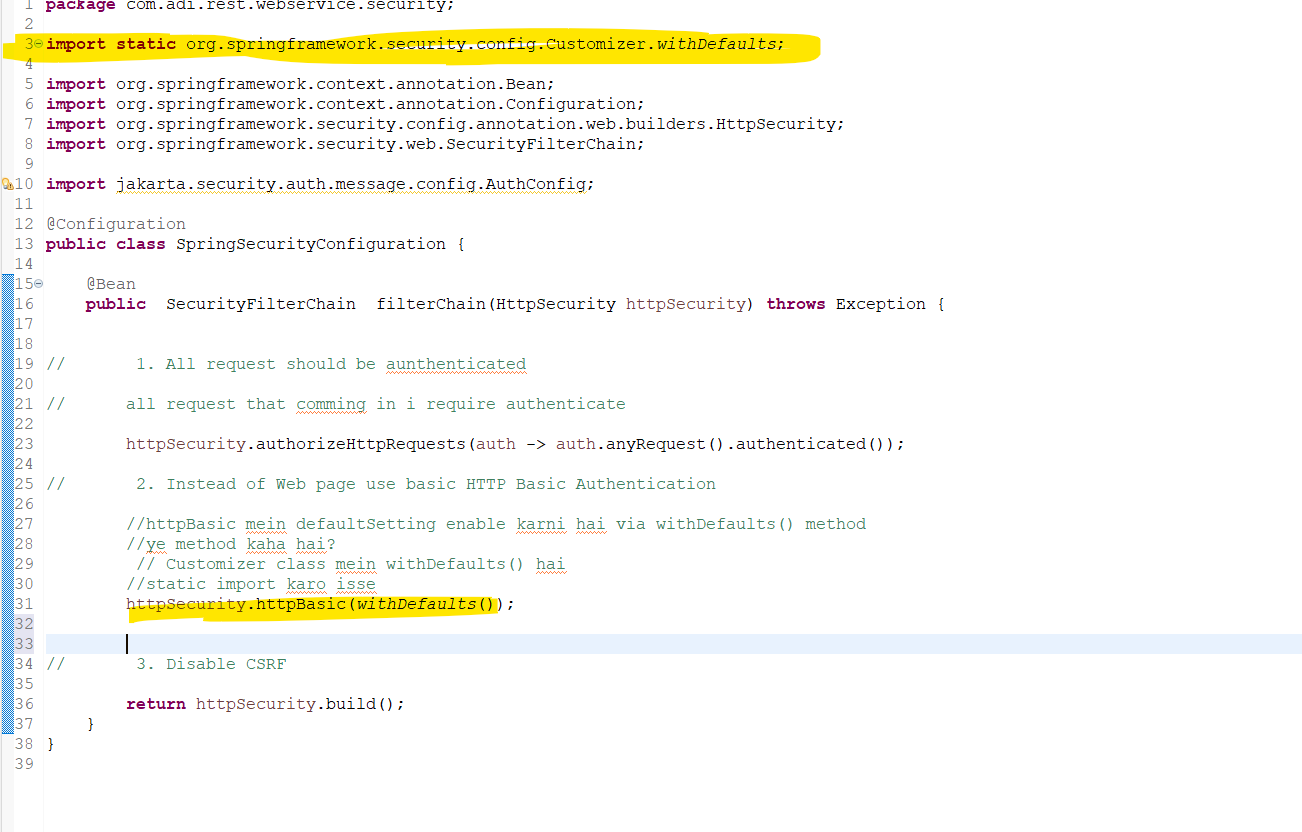 1 package com.adi.rest.webservice.security;
2
3 import static org.springframework.security.config.Customizer.withDefaults;
4
5 import org.springframework.context.annotation.Bean;
6 import org.springframework.context.annotation.Configuration;
7 import org.springframework.security.config.annotation.web.builders.HttpSecurity;
8 import org.springframework.security.web.SecurityFilterChain;
9
10 import jakarta.security.auth.message.config.AuthConfig;
11
12 @Configuration
13 public class SpringSecurityConfiguration {
14
15 @Bean
16 public SecurityFilterChain filterChain(HttpSecurity httpSecurity) throws Exception {
17
18
19 // 1. All request should be aunthenticated
20
21 // all request that comming in i require authenticate
22
23 httpSecurity.authorizeHttpRequests(auth -> auth.anyRequest().authenticated());
24
25 // 2. Instead of Web page use basic HTTP Basic Authentication
26
27 //httpBasic mein defaultSetting enable karni hai via withDefaults() method
28 //ye method kaha hai?
29 // Customizer class mein withDefaults() hai
30 //static import karo isse
31 httpSecurity.httpBasic(withDefaults());
32
33
34 // 3. Disable CSRF
35
36 return httpSecurity.build();
37 }
38 }
39